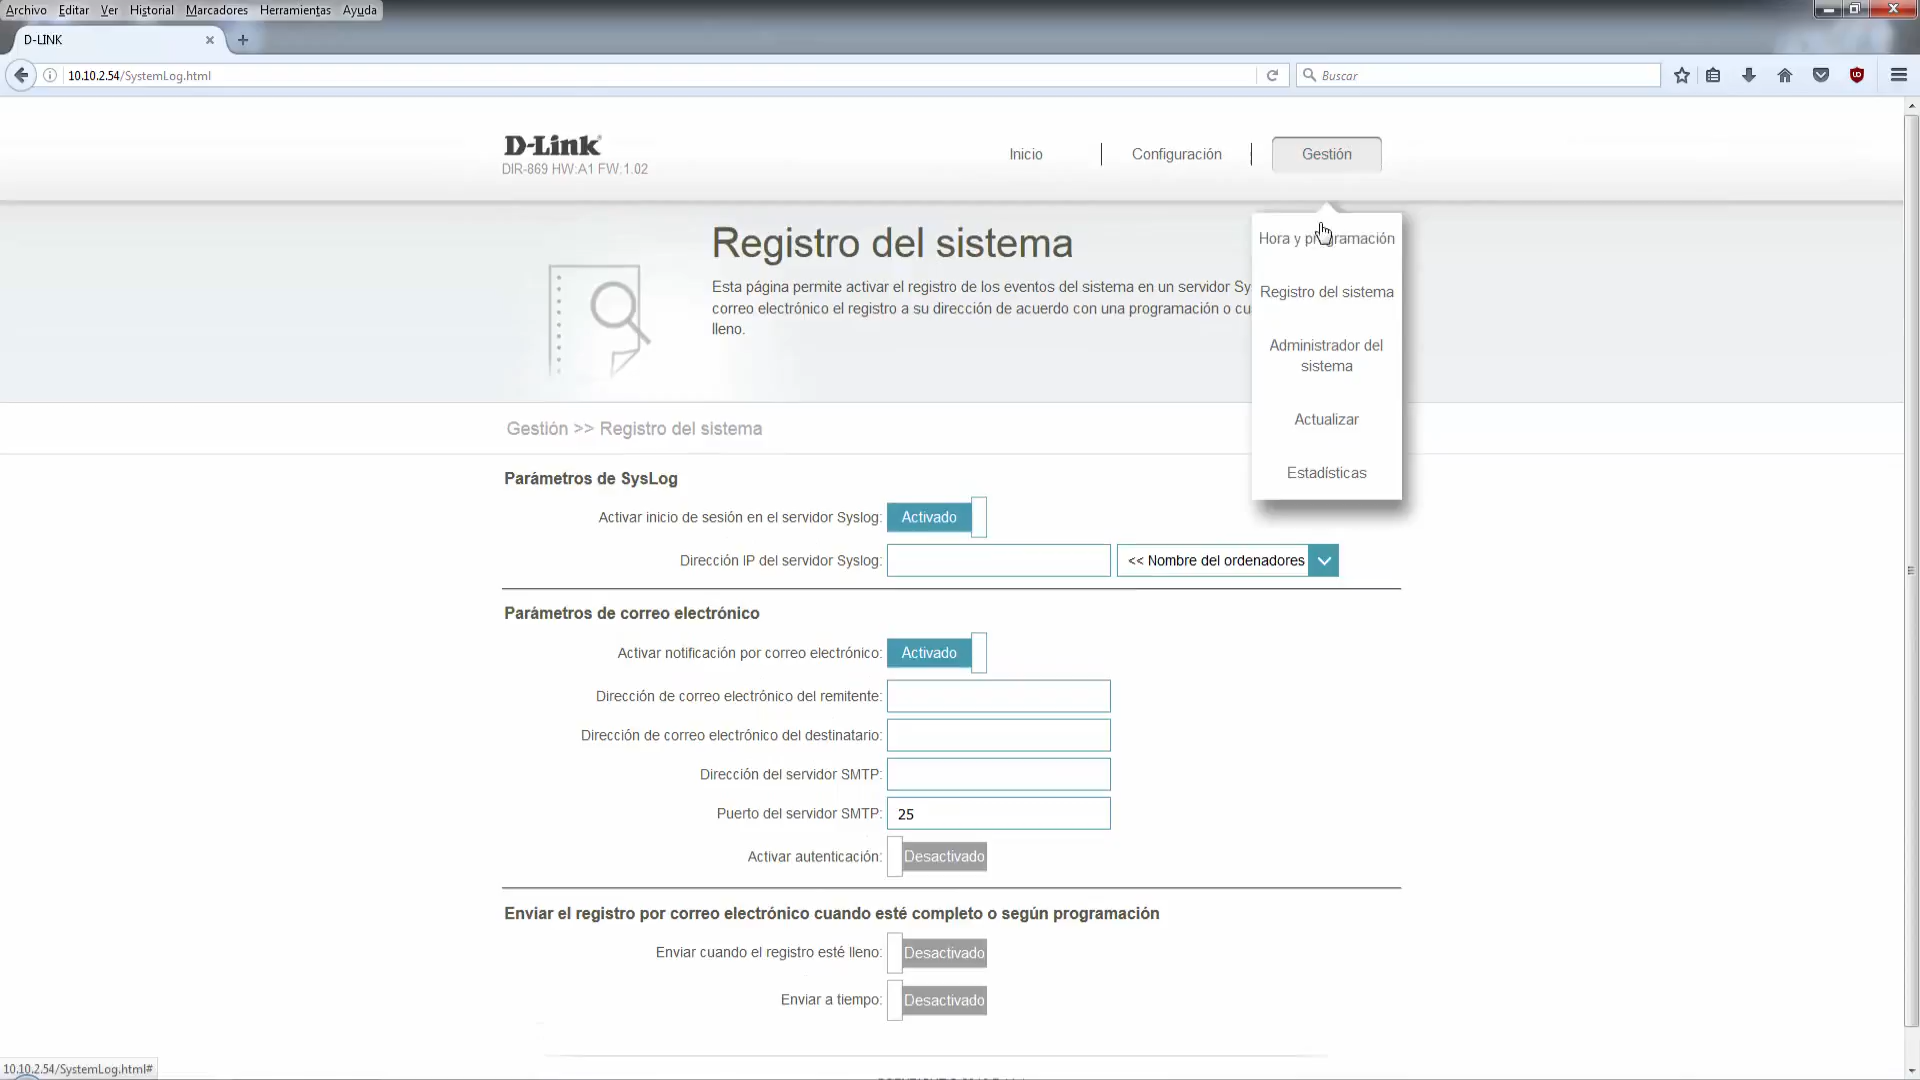 Archivo Editar Ver Historial Marcadores Herramientas Ayuda
D-LINK
10.10.2.54/SystemLog.html
Buscar
D-Link
DIR-869 HW:A1 FW:1.02
Inicio
Configuración
Gestión
Registro del sistema
Esta página permite activar el registro de los eventos del sistema en un servidor Sy
correo electrónico el registro a su dirección de acuerdo con una programación o cu
lleno.
Hora y programación
Registro del sistema
Administrador del
sistema
Actualizar
Estadísticas
Gestión >> Registro del sistema
Parámetros de SysLog
Activar inicio de sesión en el servidor Syslog: Activado
Dirección IP del servidor Syslog: << Nombre del ordenadores
Parámetros de correo electrónico
Activar notificación por correo electrónico: Activado
Dirección de correo electrónico del remitente:
Dirección de correo electrónico del destinatario:
Dirección del servidor SMTP:
Puerto del servidor SMTP: 25
Activar autenticación: Desactivado
Enviar el registro por correo electrónico cuando esté completo o según programación
Enviar cuando el registro esté lleno: Desactivado
Enviar a tiempo: Desactivado
10.10.2.54/SystemLog.html#